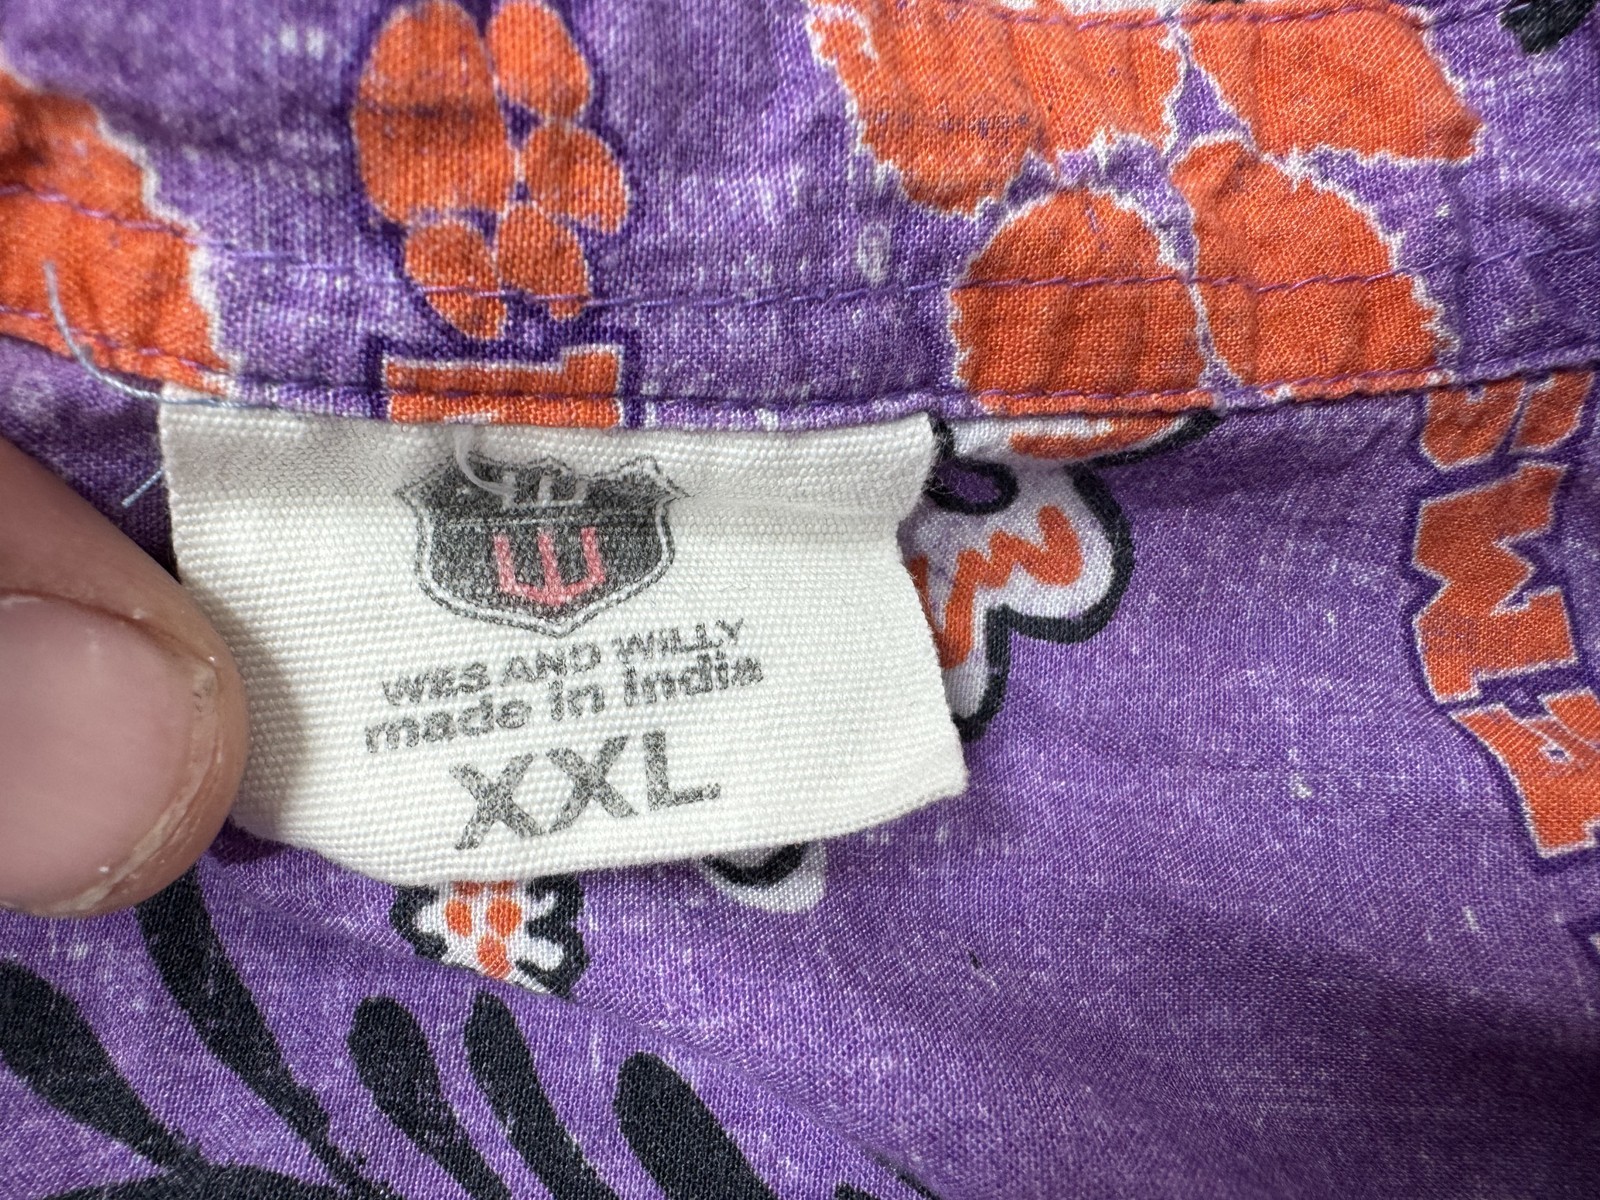 WES AND WILLY
made in india
XXL